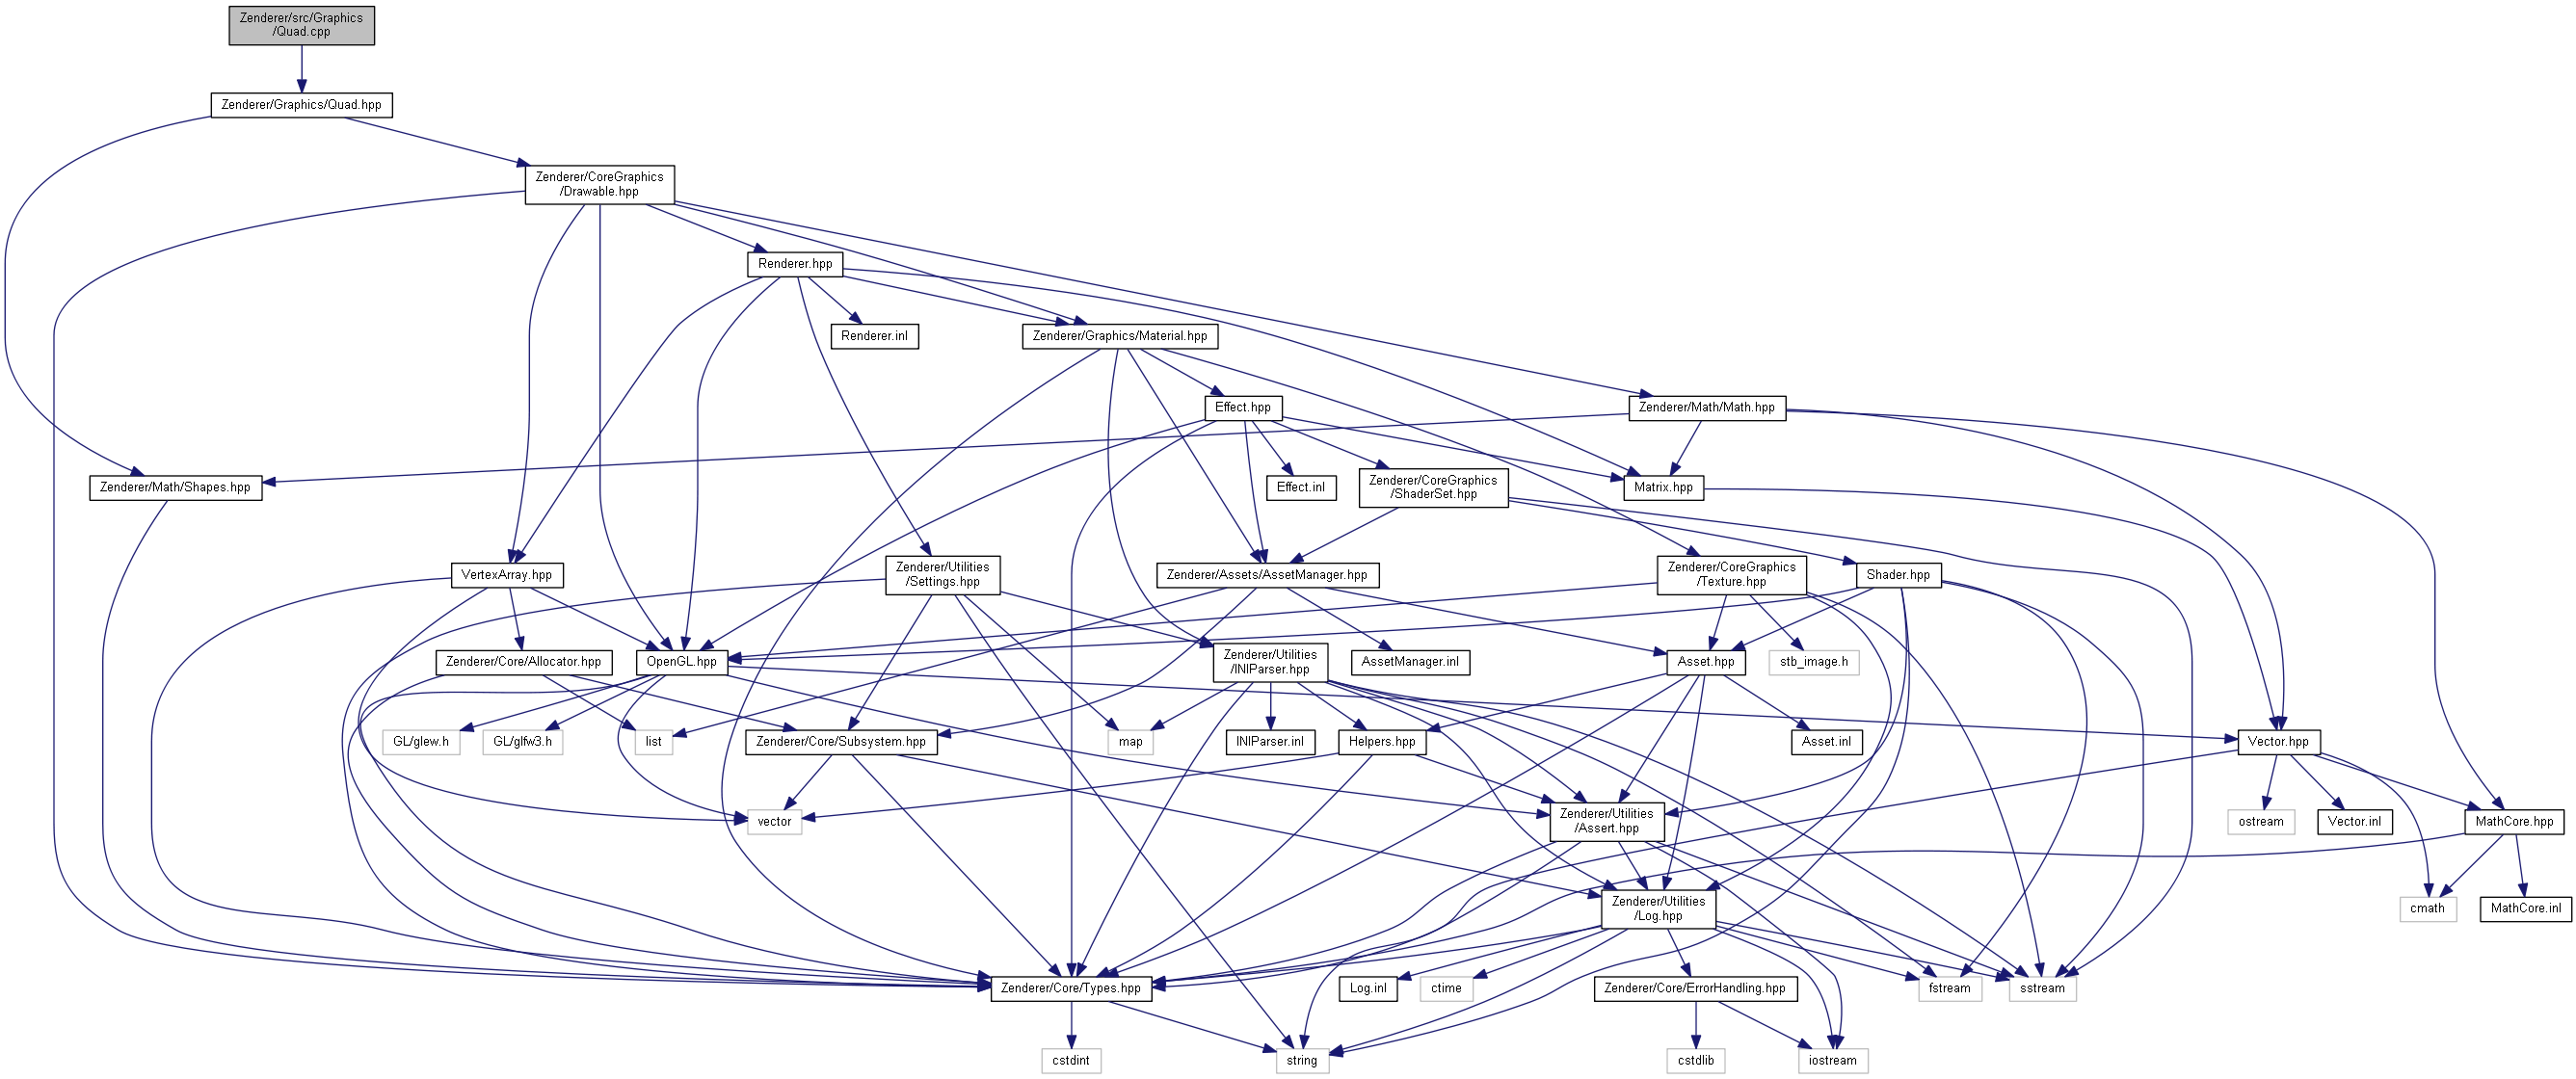 Zenderer/src/Graphics
/Quad.cpp
Zenderer/Graphics/Quad.hpp
Zenderer/CoreGraphics
/Drawable.hpp
Renderer.hpp
Renderer.inl
Zenderer/Graphics/Material.hpp
Effect.hpp
Zenderer/Math/Math.hpp
Zenderer/Math/Shapes.hpp
Effect.inl
Zenderer/CoreGraphics
/ShaderSet.hpp
Matrix.hpp
VertexArray.hpp
Zenderer/Utilities
/Settings.hpp
Zenderer/Assets/AssetManager.hpp
Zenderer/CoreGraphics
/Texture.hpp
Shader.hpp
Zenderer/Core/Allocator.hpp
OpenGL.hpp
Zenderer/Utilities
/INIParser.hpp
AssetManager.inl
Asset.hpp
stb_image.h
GL/glew.h
GL/glfw3.h
list
Zenderer/Core/Subsystem.hpp
map
INIParser.inl
Helpers.hpp
Asset.inl
Vector.hpp
vector
Zenderer/Utilities
/Assert.hpp
ostream
Vector.inl
MathCore.hpp
Zenderer/Utilities
/Log.hpp
cmath
MathCore.inl
Zenderer/Core/Types.hpp
Log.inl
ctime
Zenderer/Core/ErrorHandling.hpp
fstream
sstream
cstdint
string
cstdlib
iostream